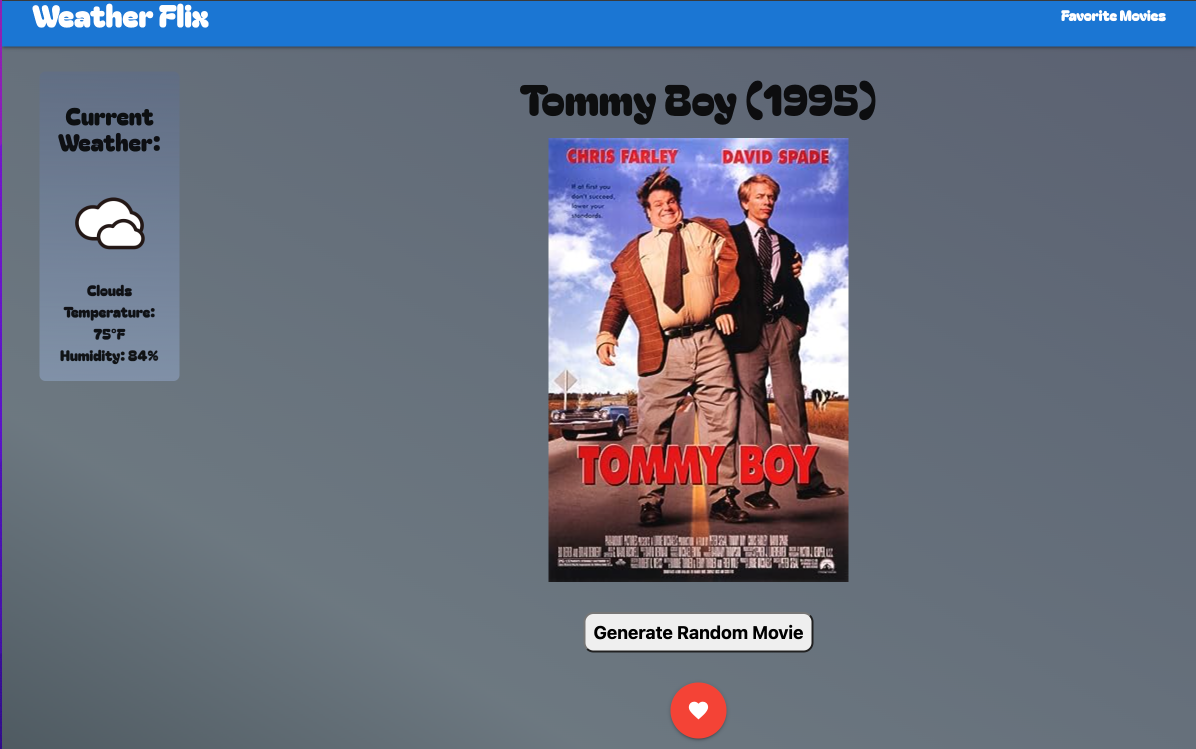 Weather Flix
Favorite Movies
Current
Weather:
Clouds
Temperature:
75°F
Humidity: 84%
Tommy Boy (1995)
CHRIS FARLEY DAVID SPADE
If at first you
don't succeed,
lower your
standards.
TOMMY BOY
Generate Random Movie